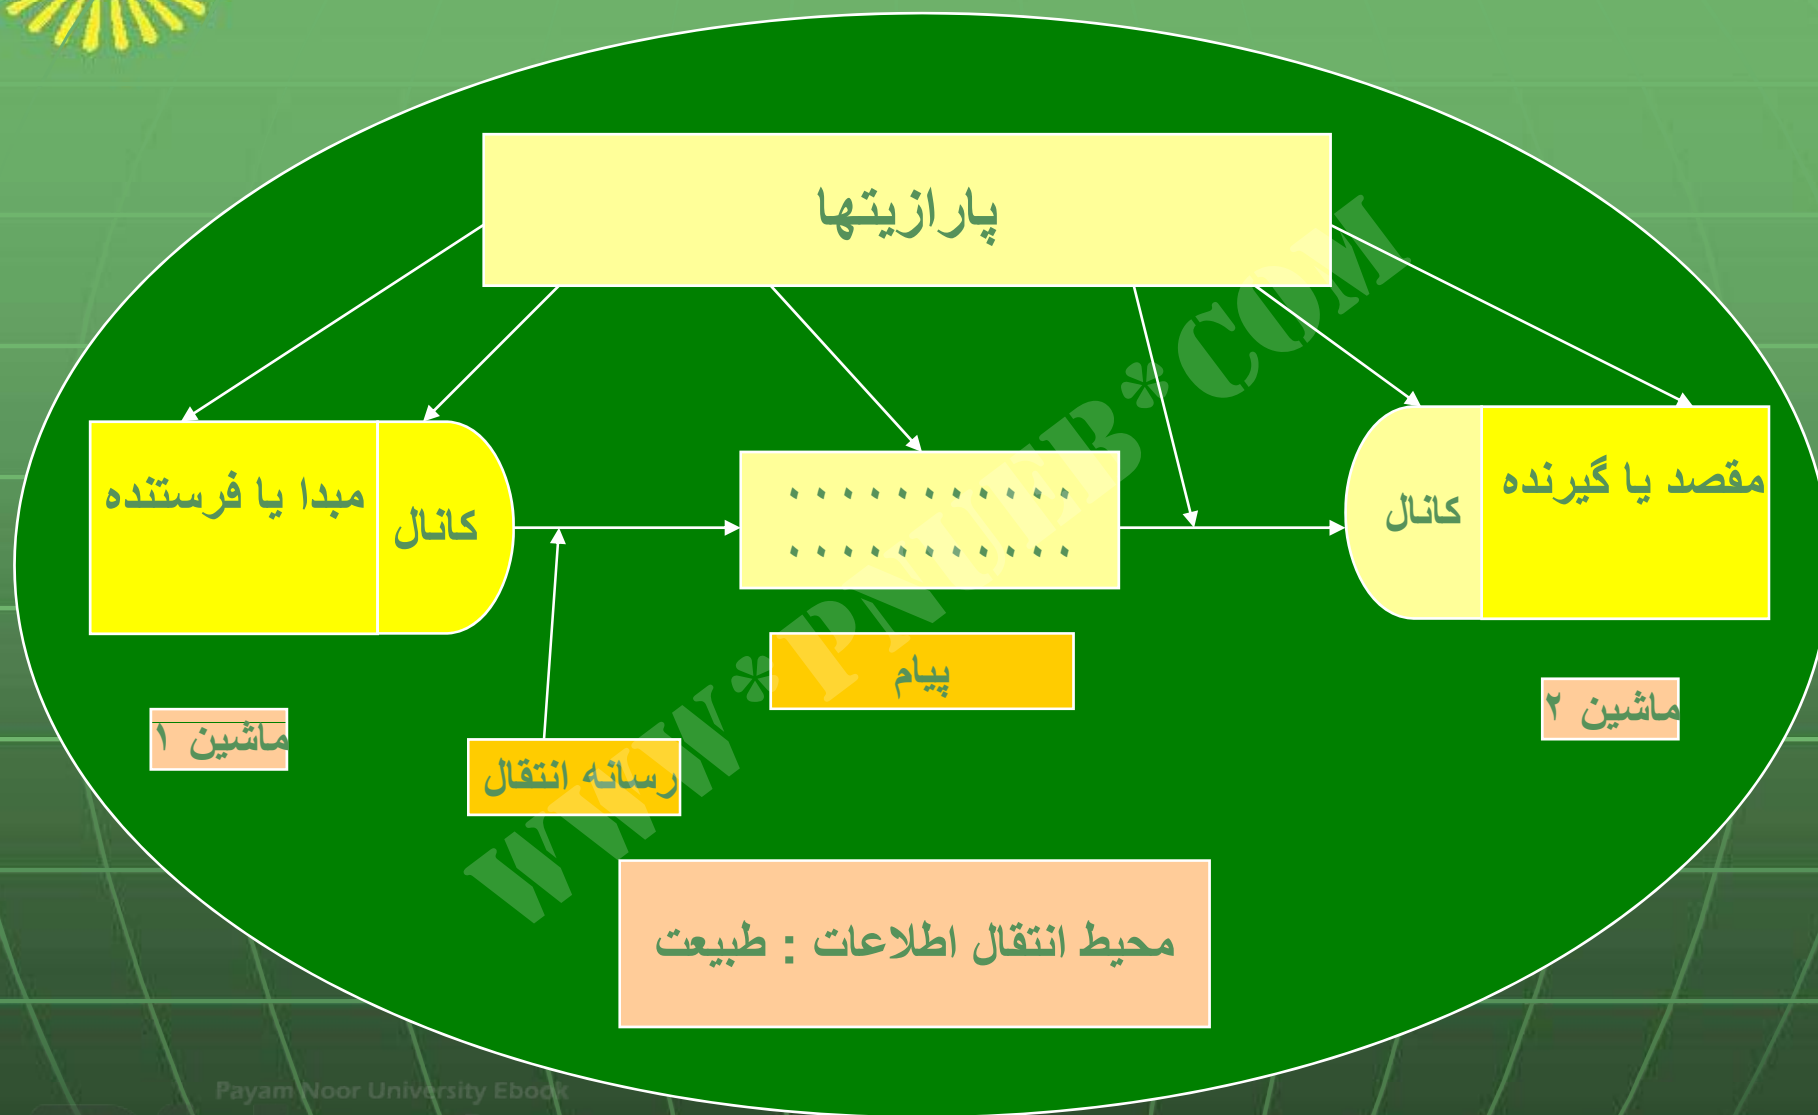 پارازیتها
مبدا یا فرستنده
کانال
. . . . . . . . . . .
. . . . . . . . . . .
کانال
مقصد یا گیرنده
پیام
ماشین ۱
ماشین ۲
رسانه انتقال
محیط انتقال اطلاعات : طبیعت
WWW*PNUEB*COM
Payam Noor University Ebook